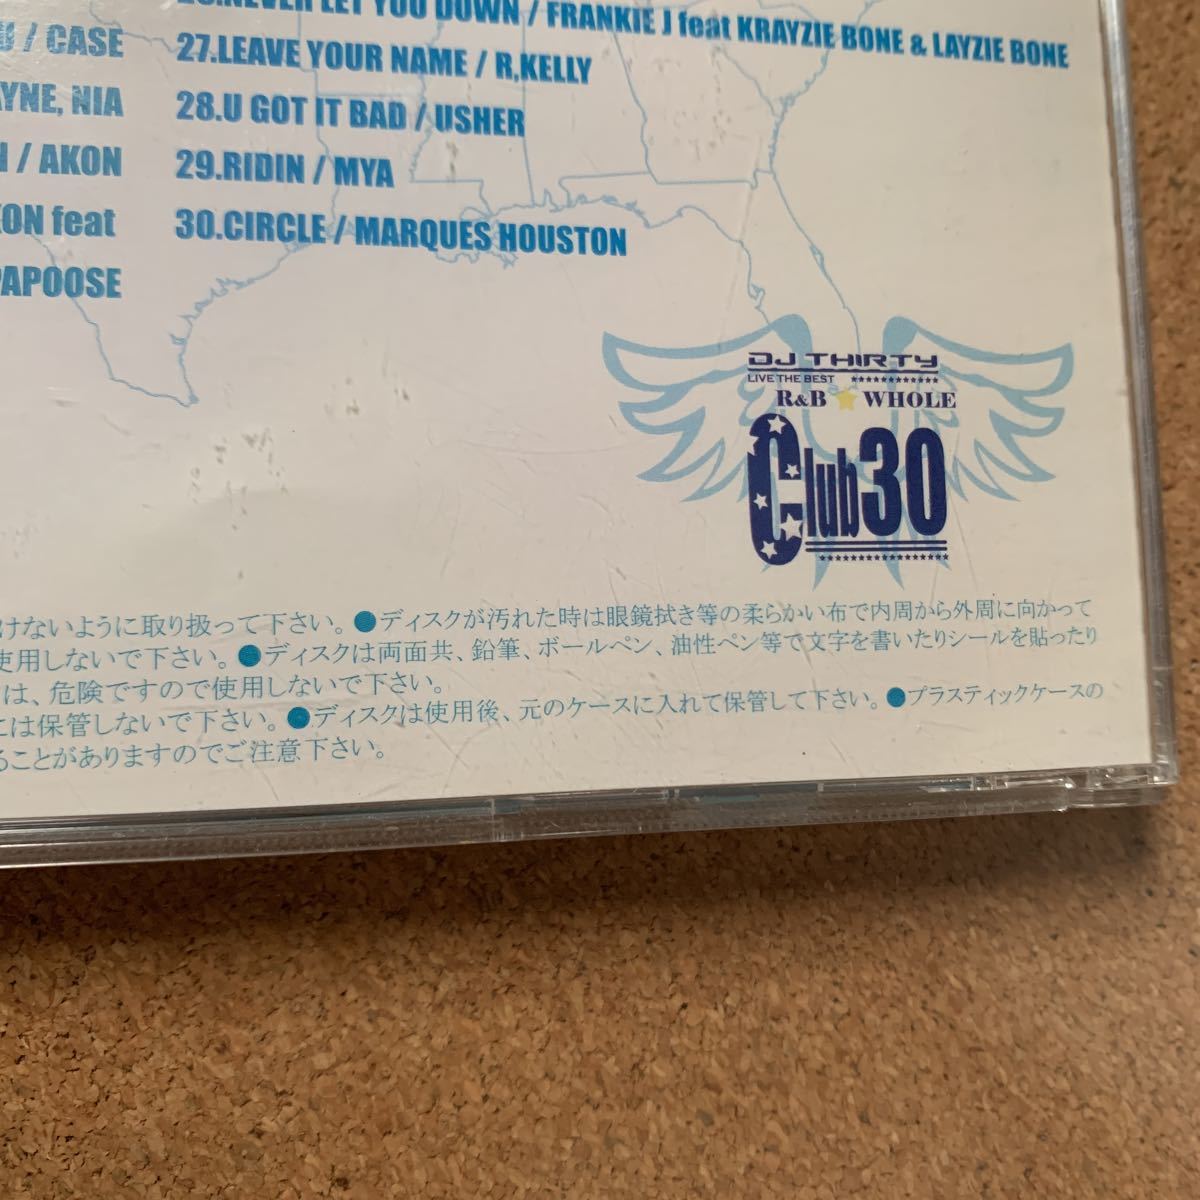 / CASE
AYNE, NIA
/ AKON
KON feat
PAPOOSE
NEVER LET YOU DOWN / FRANKIE J feat KRAYZIE BONE & LAYZIE BONE
27.LEAVE YOUR NAME / R,KELLY
28.U GOT IT BAD / USHER
29.RIDIN / MYA
30.CIRCLE / MARQUES HOUSTON
DJ THIRTY
LIVE THE BEST
R&B WHOLE
Club30
けないように取り扱って下さい。●ディスクが汚れた時は眼鏡拭き等の柔らかい布で内周から外周に向かって
使用しないで下さい。●ディスクは両面共、鉛筆、ボールペン、油性ペン等で文字を書いたりシールを貼ったり
は、危険ですので使用しないで下さい。
には保管しないで下さい。●ディスクは使用後、元のケースに入れて保管して下さい。●プラスティックケースの
ることがありますのでご注意下さい。